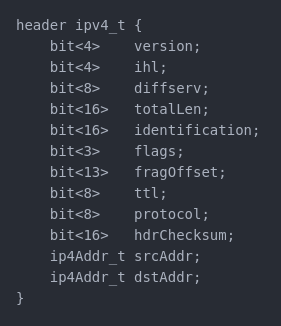 header ipv4_t {
    bit<4>    version;
    bit<4>    ihl;
    bit<8>    diffserv;
    bit<16>   totalLen;
    bit<16>   identification;
    bit<3>    flags;
    bit<13>   fragOffset;
    bit<8>    ttl;
    bit<8>    protocol;
    bit<16>   hdrChecksum;
    ip4Addr_t srcAddr;
    ip4Addr_t dstAddr;
}